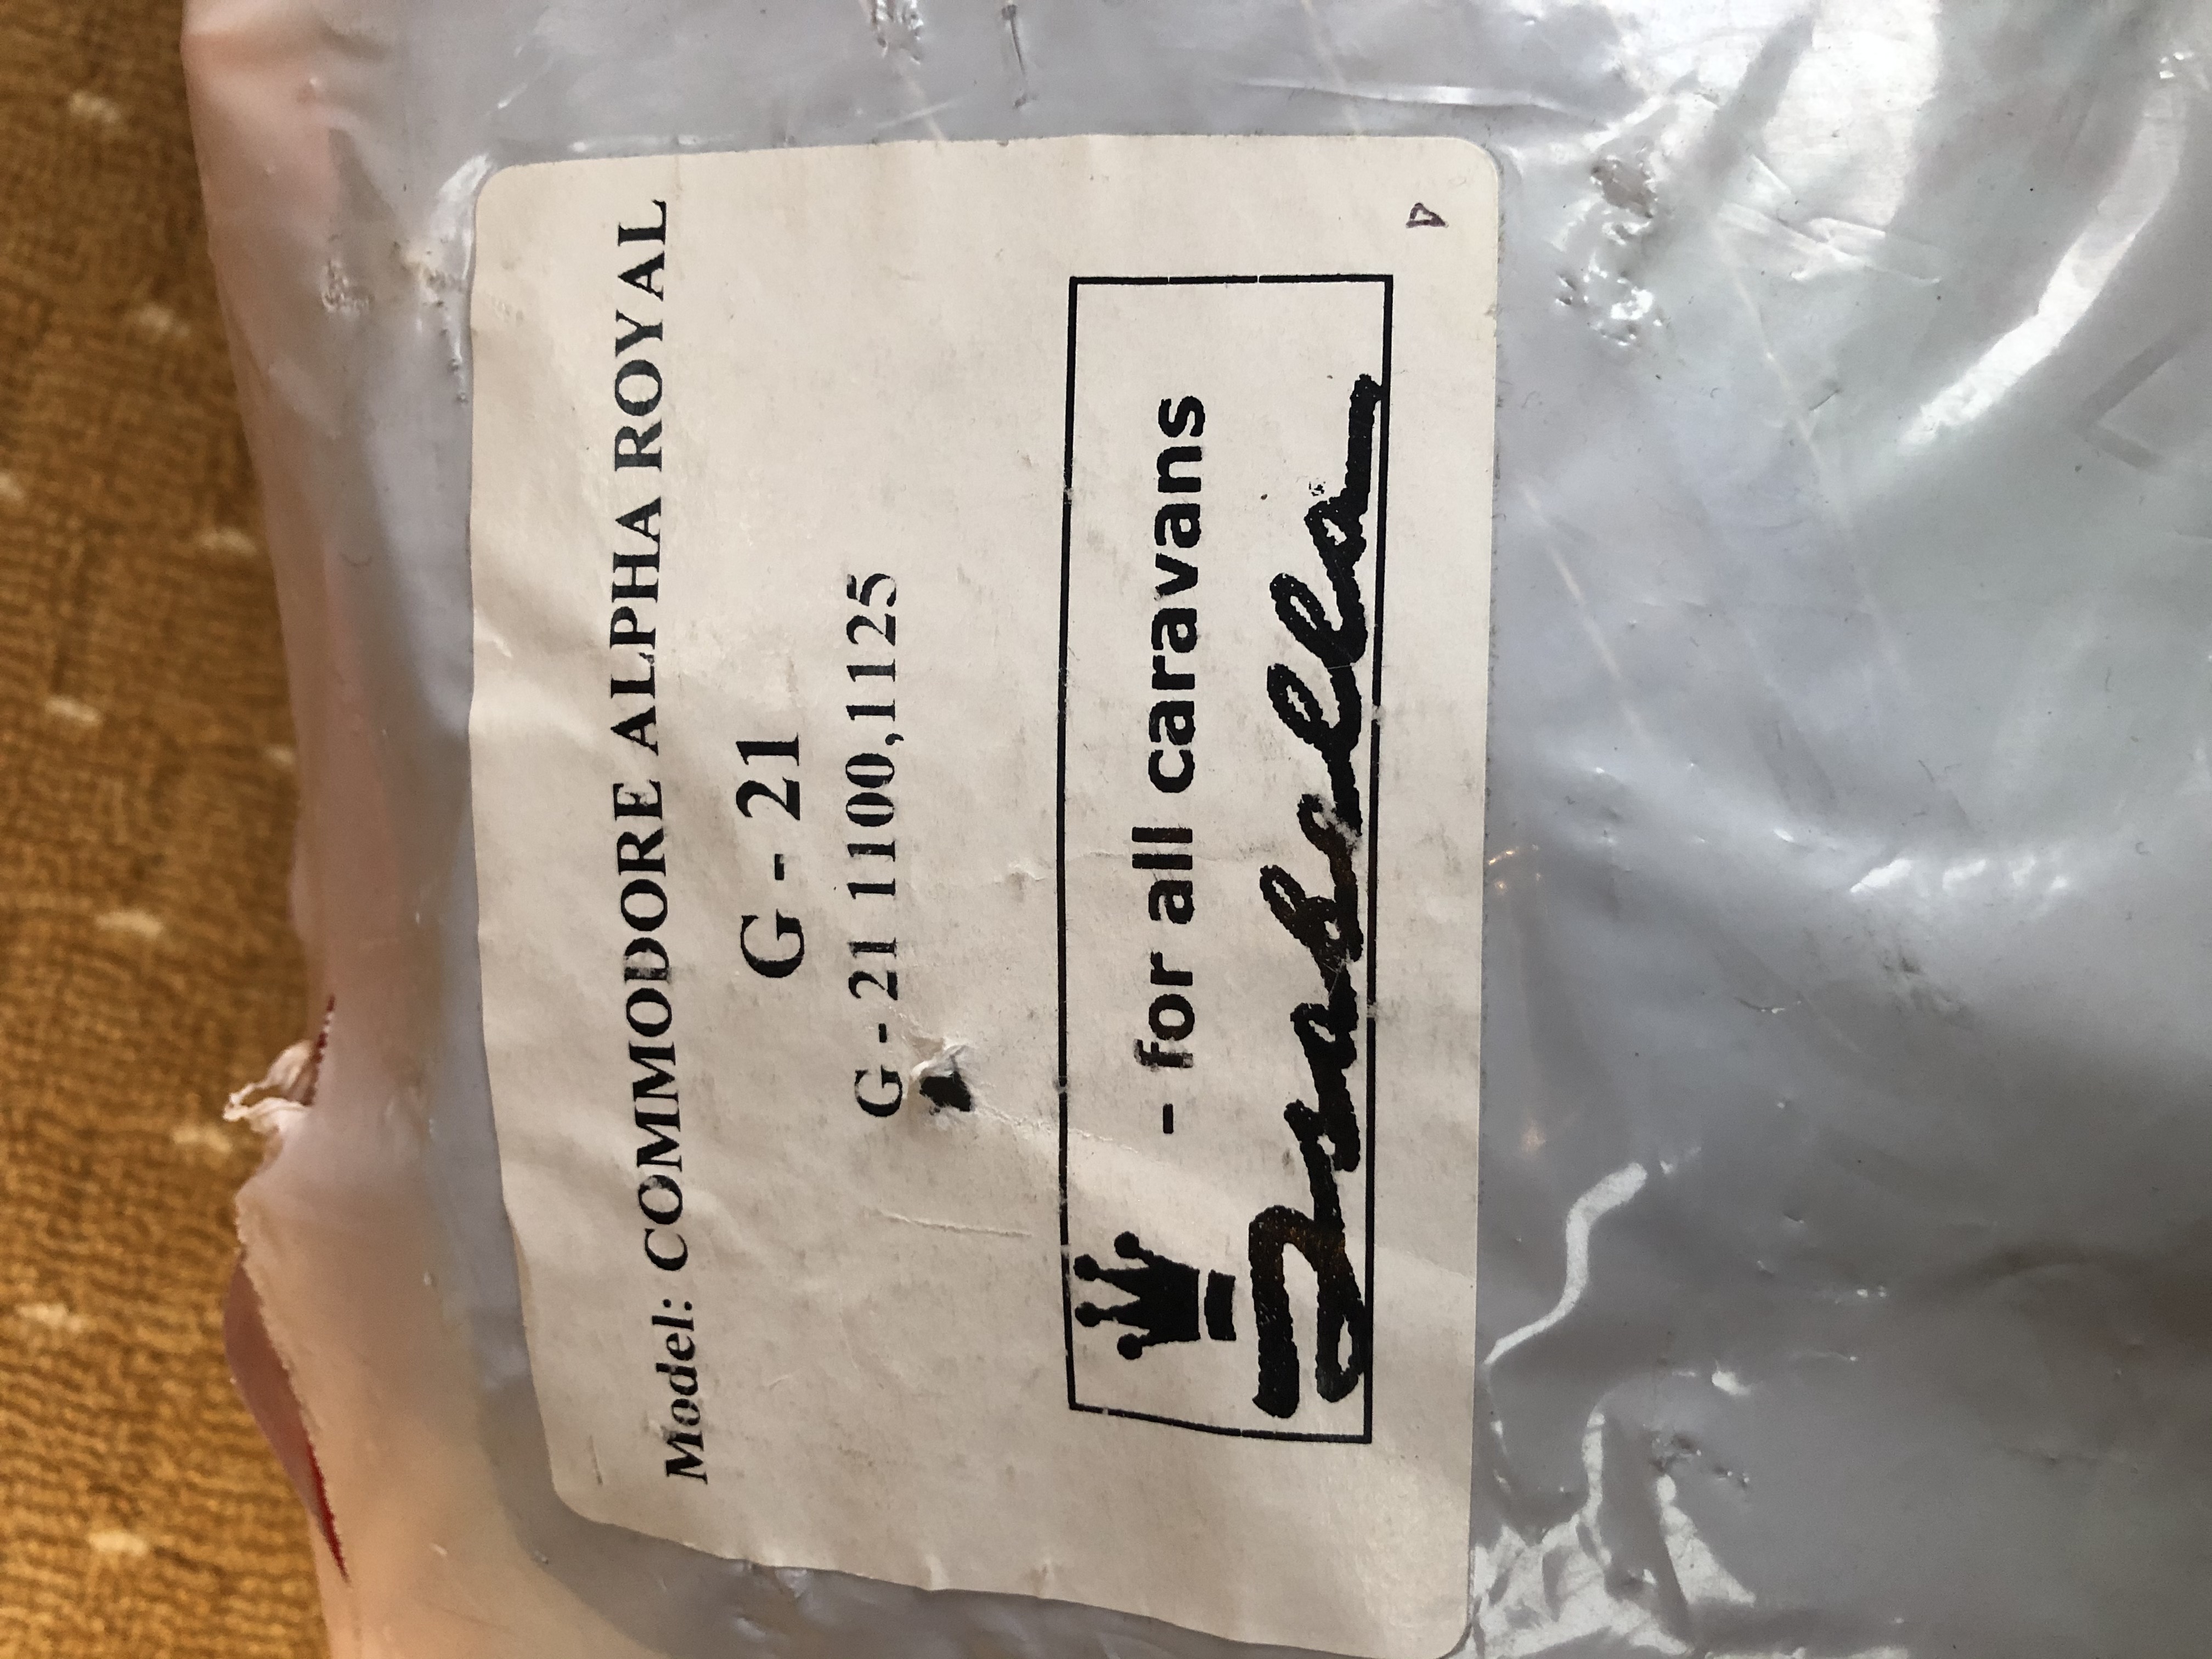 Model: COMMODORE ALPHA ROYAL
G - 21
G - 21 1100,1125
- for all caravans
Isabella